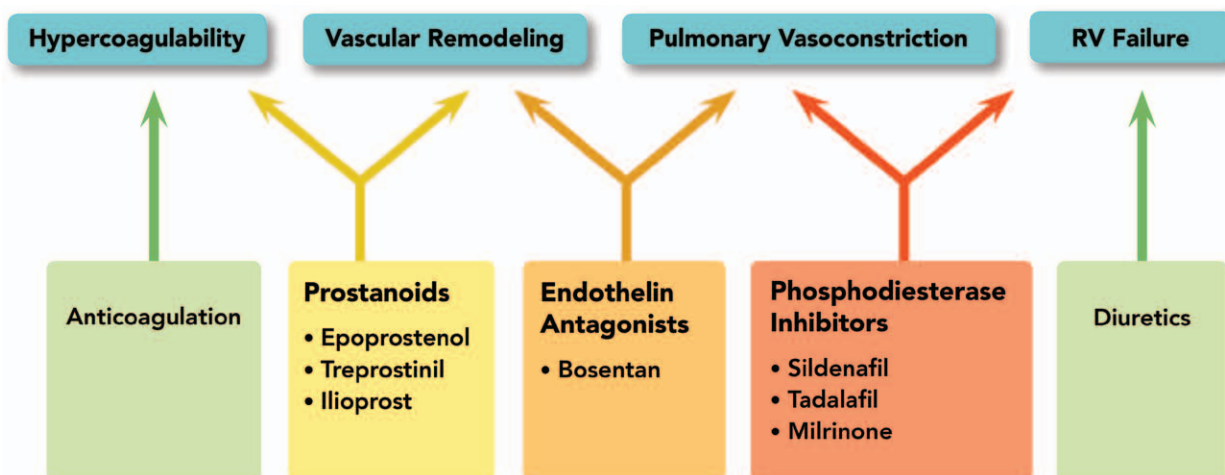 Hypercoagulability
Vascular Remodeling
Pulmonary Vasoconstriction
RV Failure
Anticoagulation
Prostanoids
• Epoprostenol
• Treprostinil
• Ilioprost
Endothelin
Antagonists
• Bosentan
Phosphodiesterase
Inhibitors
• Sildenafil
• Tadalafil
• Milrinone
Diuretics